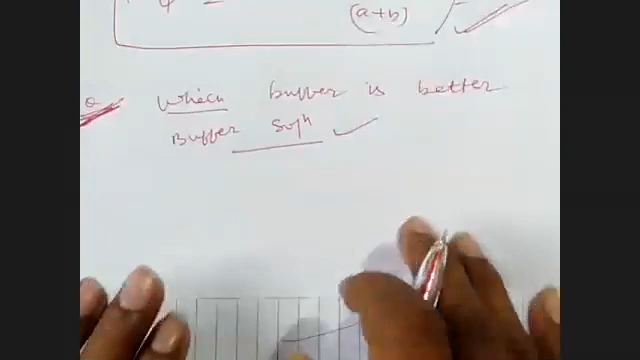 (a+b)
Q Which buffer is better
Buffer Solⁿ